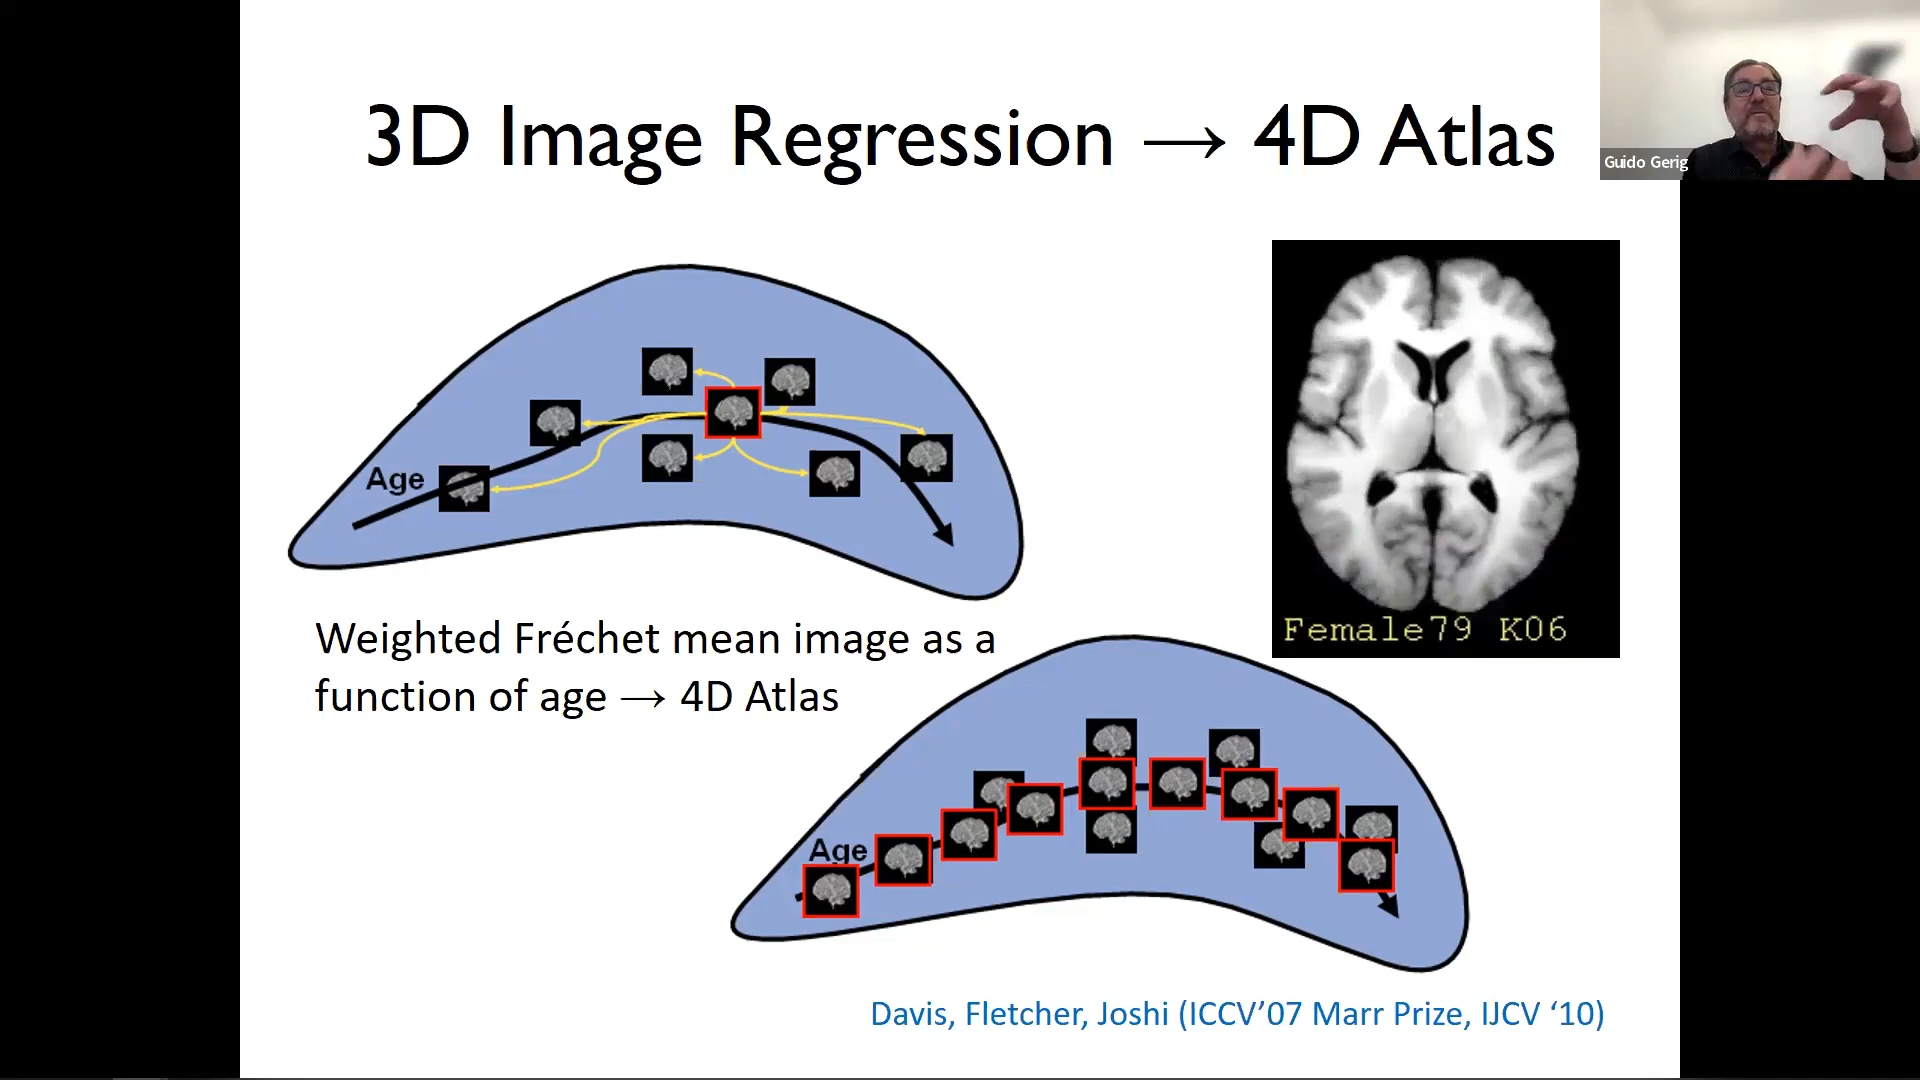 3D Image Regression → 4D Atlas
Guido Gerig
Age
Female79 K06
Weighted Fréchet mean image as a
function of age → 4D Atlas
Age
Davis, Fletcher, Joshi (ICCV’07 Marr Prize, IJCV ‘10)